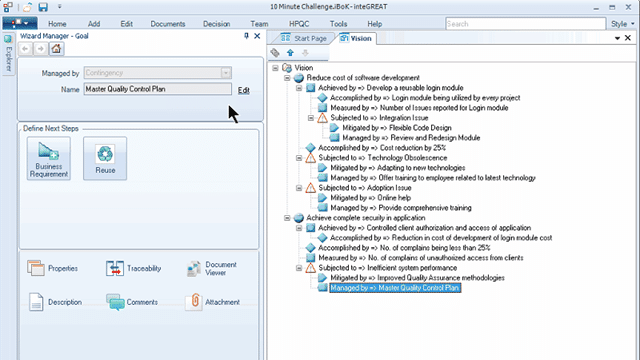 10 Minute Challenge.iBoK - inteGREAT
Home
Add
Decision
Team
HPQC
Tools
Search
Style
Explorer
Wizard Manager - Goal
Managed by
Contingency
Name
Master Quality Control Plan
Edit
Define Next Steps
Business Requirement
Reuse
Properties
Traceability
Document Viewer
Description
Comments
Attachment
Start Page
Vision
Vision
Reduce cost of software development
Achieved by => Develop a reusable login module
Accomplished by => Login module being utilized by every project
Measured by => Number of Issues reported for Login module
Subjected to => Integration Issue
Mitigated by => Flexible Code Design
Managed by => Review and Redesign Module
Accomplished by => Cost reduction by 25%
Subjected to => Technology Obsolescence
Mitigated by => Adapting to new technologies
Managed by => Offer training to employee related to latest technology
Subjected to => Adoption Issue
Mitigated by => Online help
Managed by => Provide comprehensive training
Achieve complete security in application
Achieved by => Controlled client authorization and access of application
Accomplished by => Reduction in cost of development of login module cost
Accomplished by => No. of complains being less than 25%
Measured by => No. of complains of unauthorized access from clients
Subjected to => Inefficient system performance
Mitigated by => Improved Quality Assurance methodologies
Managed by => Master Quality Control Plan